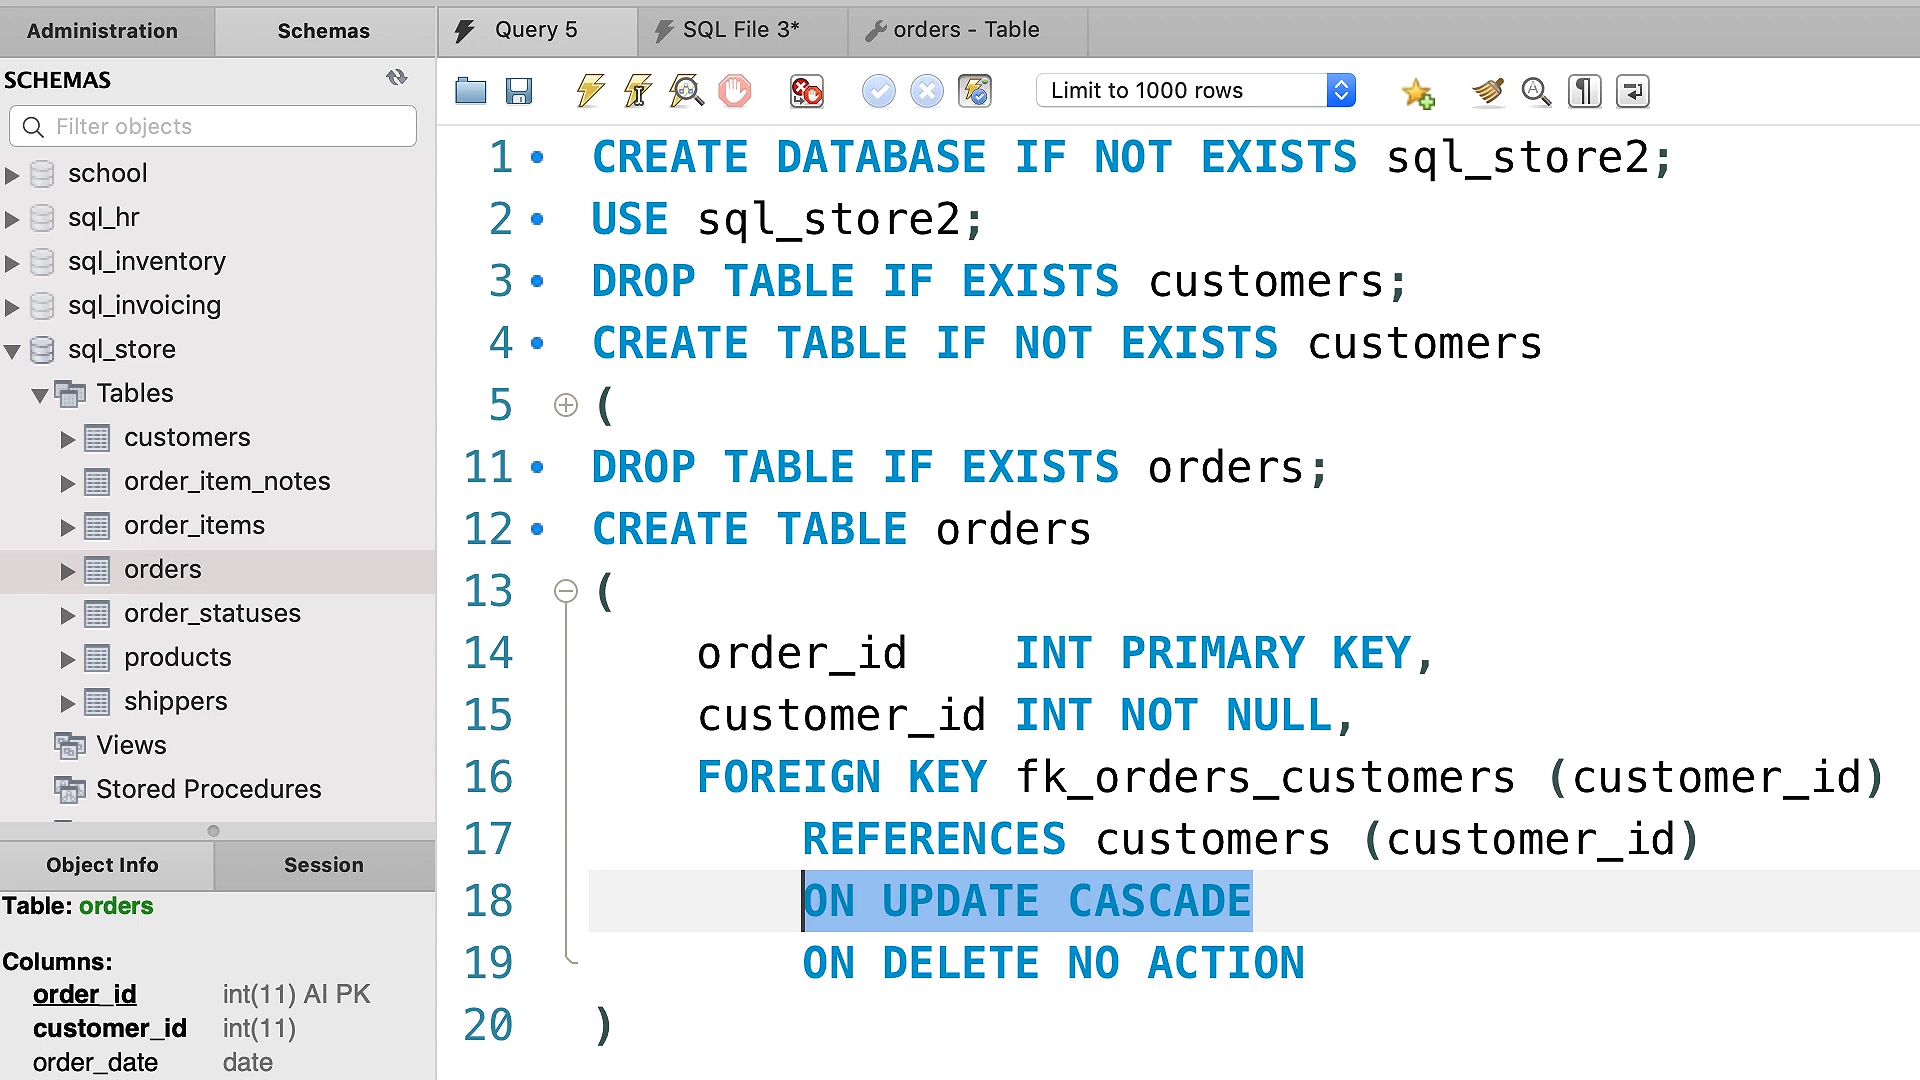 Administration
Schemas
Query 5
SQL File 3*
orders - Table
SCHEMAS
Filter objects
Limit to 1000 rows
school
sql_hr
sql_inventory
sql_invoicing
sql_store
Tables
customers
order_item_notes
order_items
orders
order_statuses
products
shippers
Views
Stored Procedures
Object Info
Session
Table: orders
Columns:
order_id int(11) AI PK
customer_id int(11)
order_date date
1 CREATE DATABASE IF NOT EXISTS sql_store2;
2 USE sql_store2;
3 DROP TABLE IF EXISTS customers;
4 CREATE TABLE IF NOT EXISTS customers
5 (
11 DROP TABLE IF EXISTS orders;
12 CREATE TABLE orders
13 (
14 order_id INT PRIMARY KEY,
15 customer_id INT NOT NULL,
16 FOREIGN KEY fk_orders_customers (customer_id)
17 REFERENCES customers (customer_id)
18 ON UPDATE CASCADE
19 ON DELETE NO ACTION
20 )